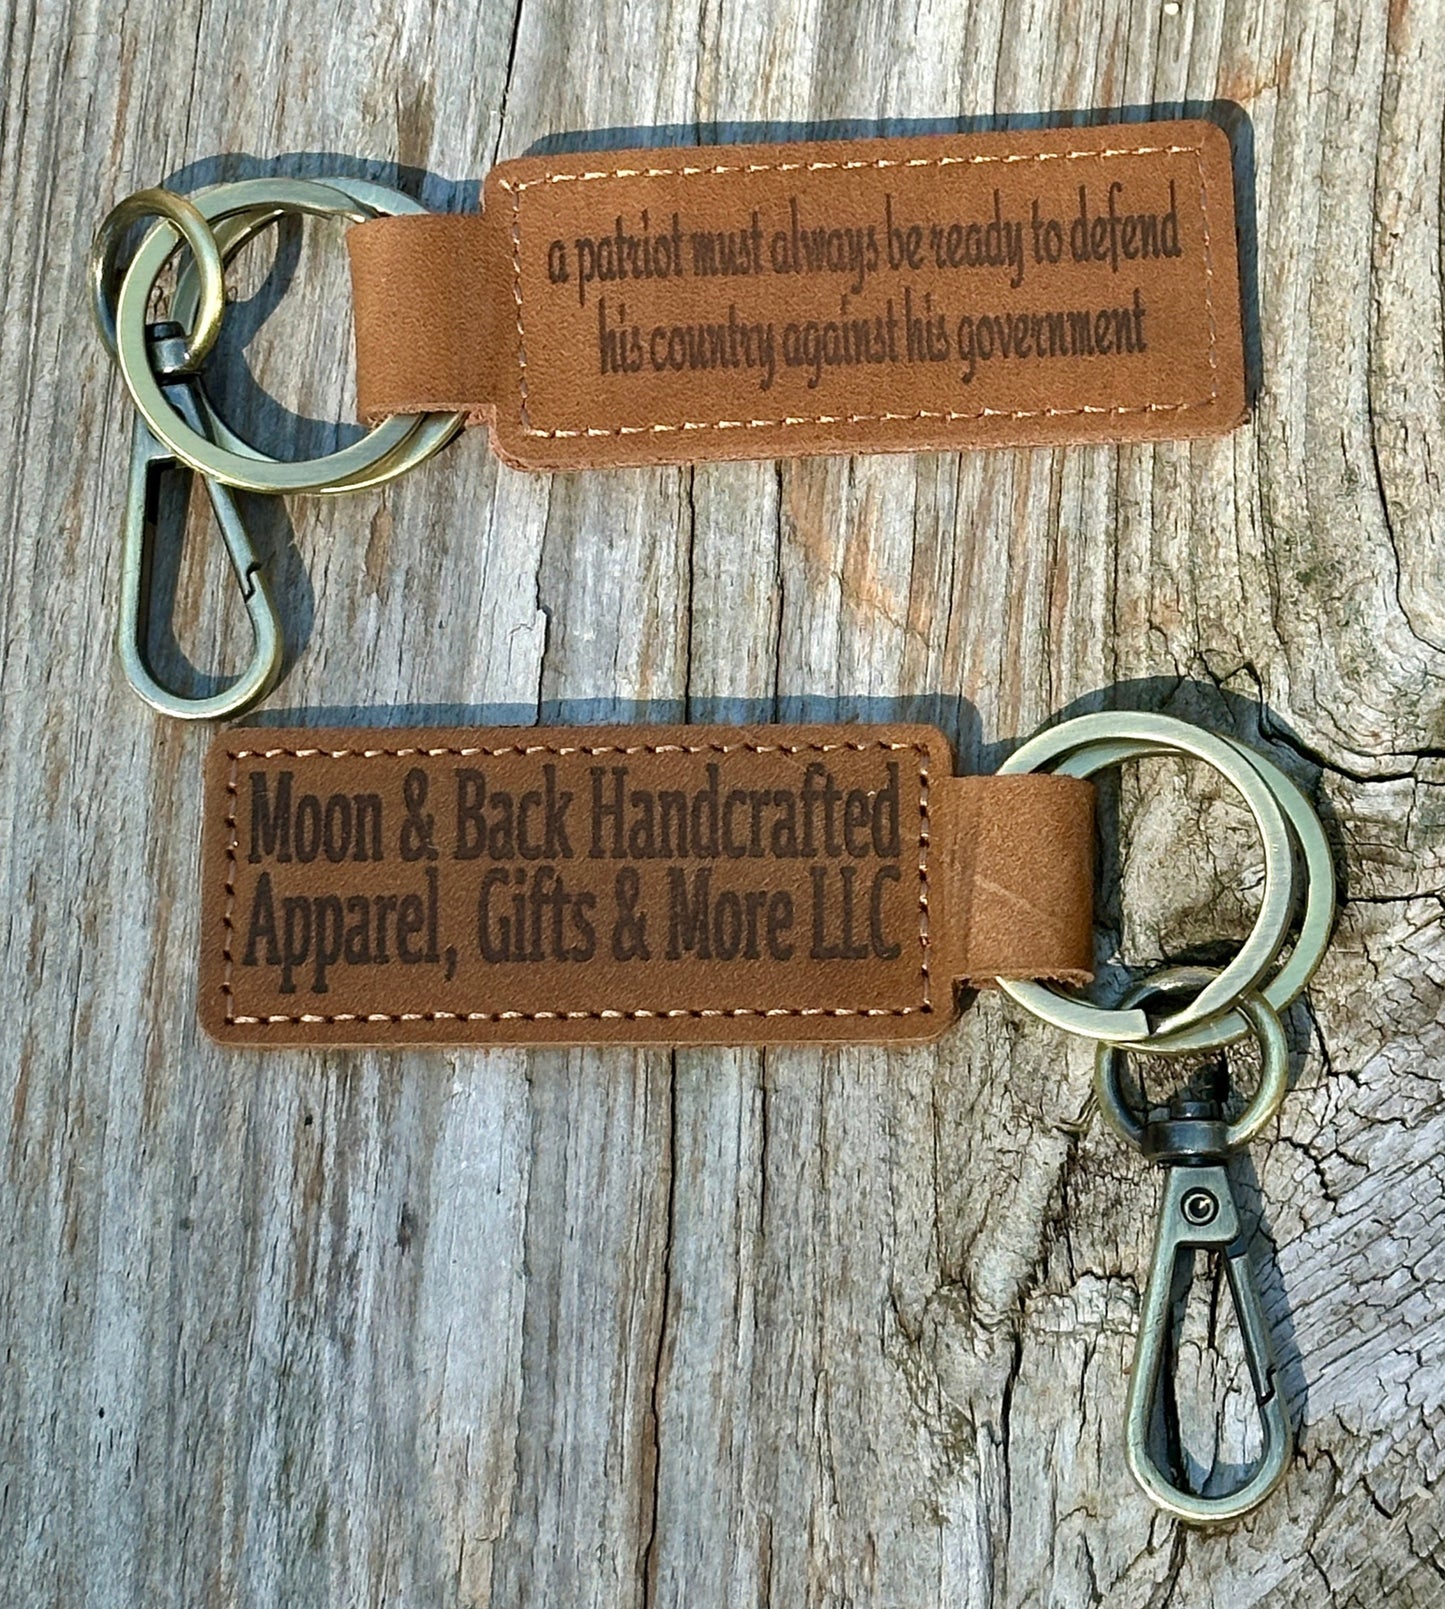 a patriot must always be ready to defend
his country against his government
Moon & Back Handcrafted
Apparel, Gifts & More LLC